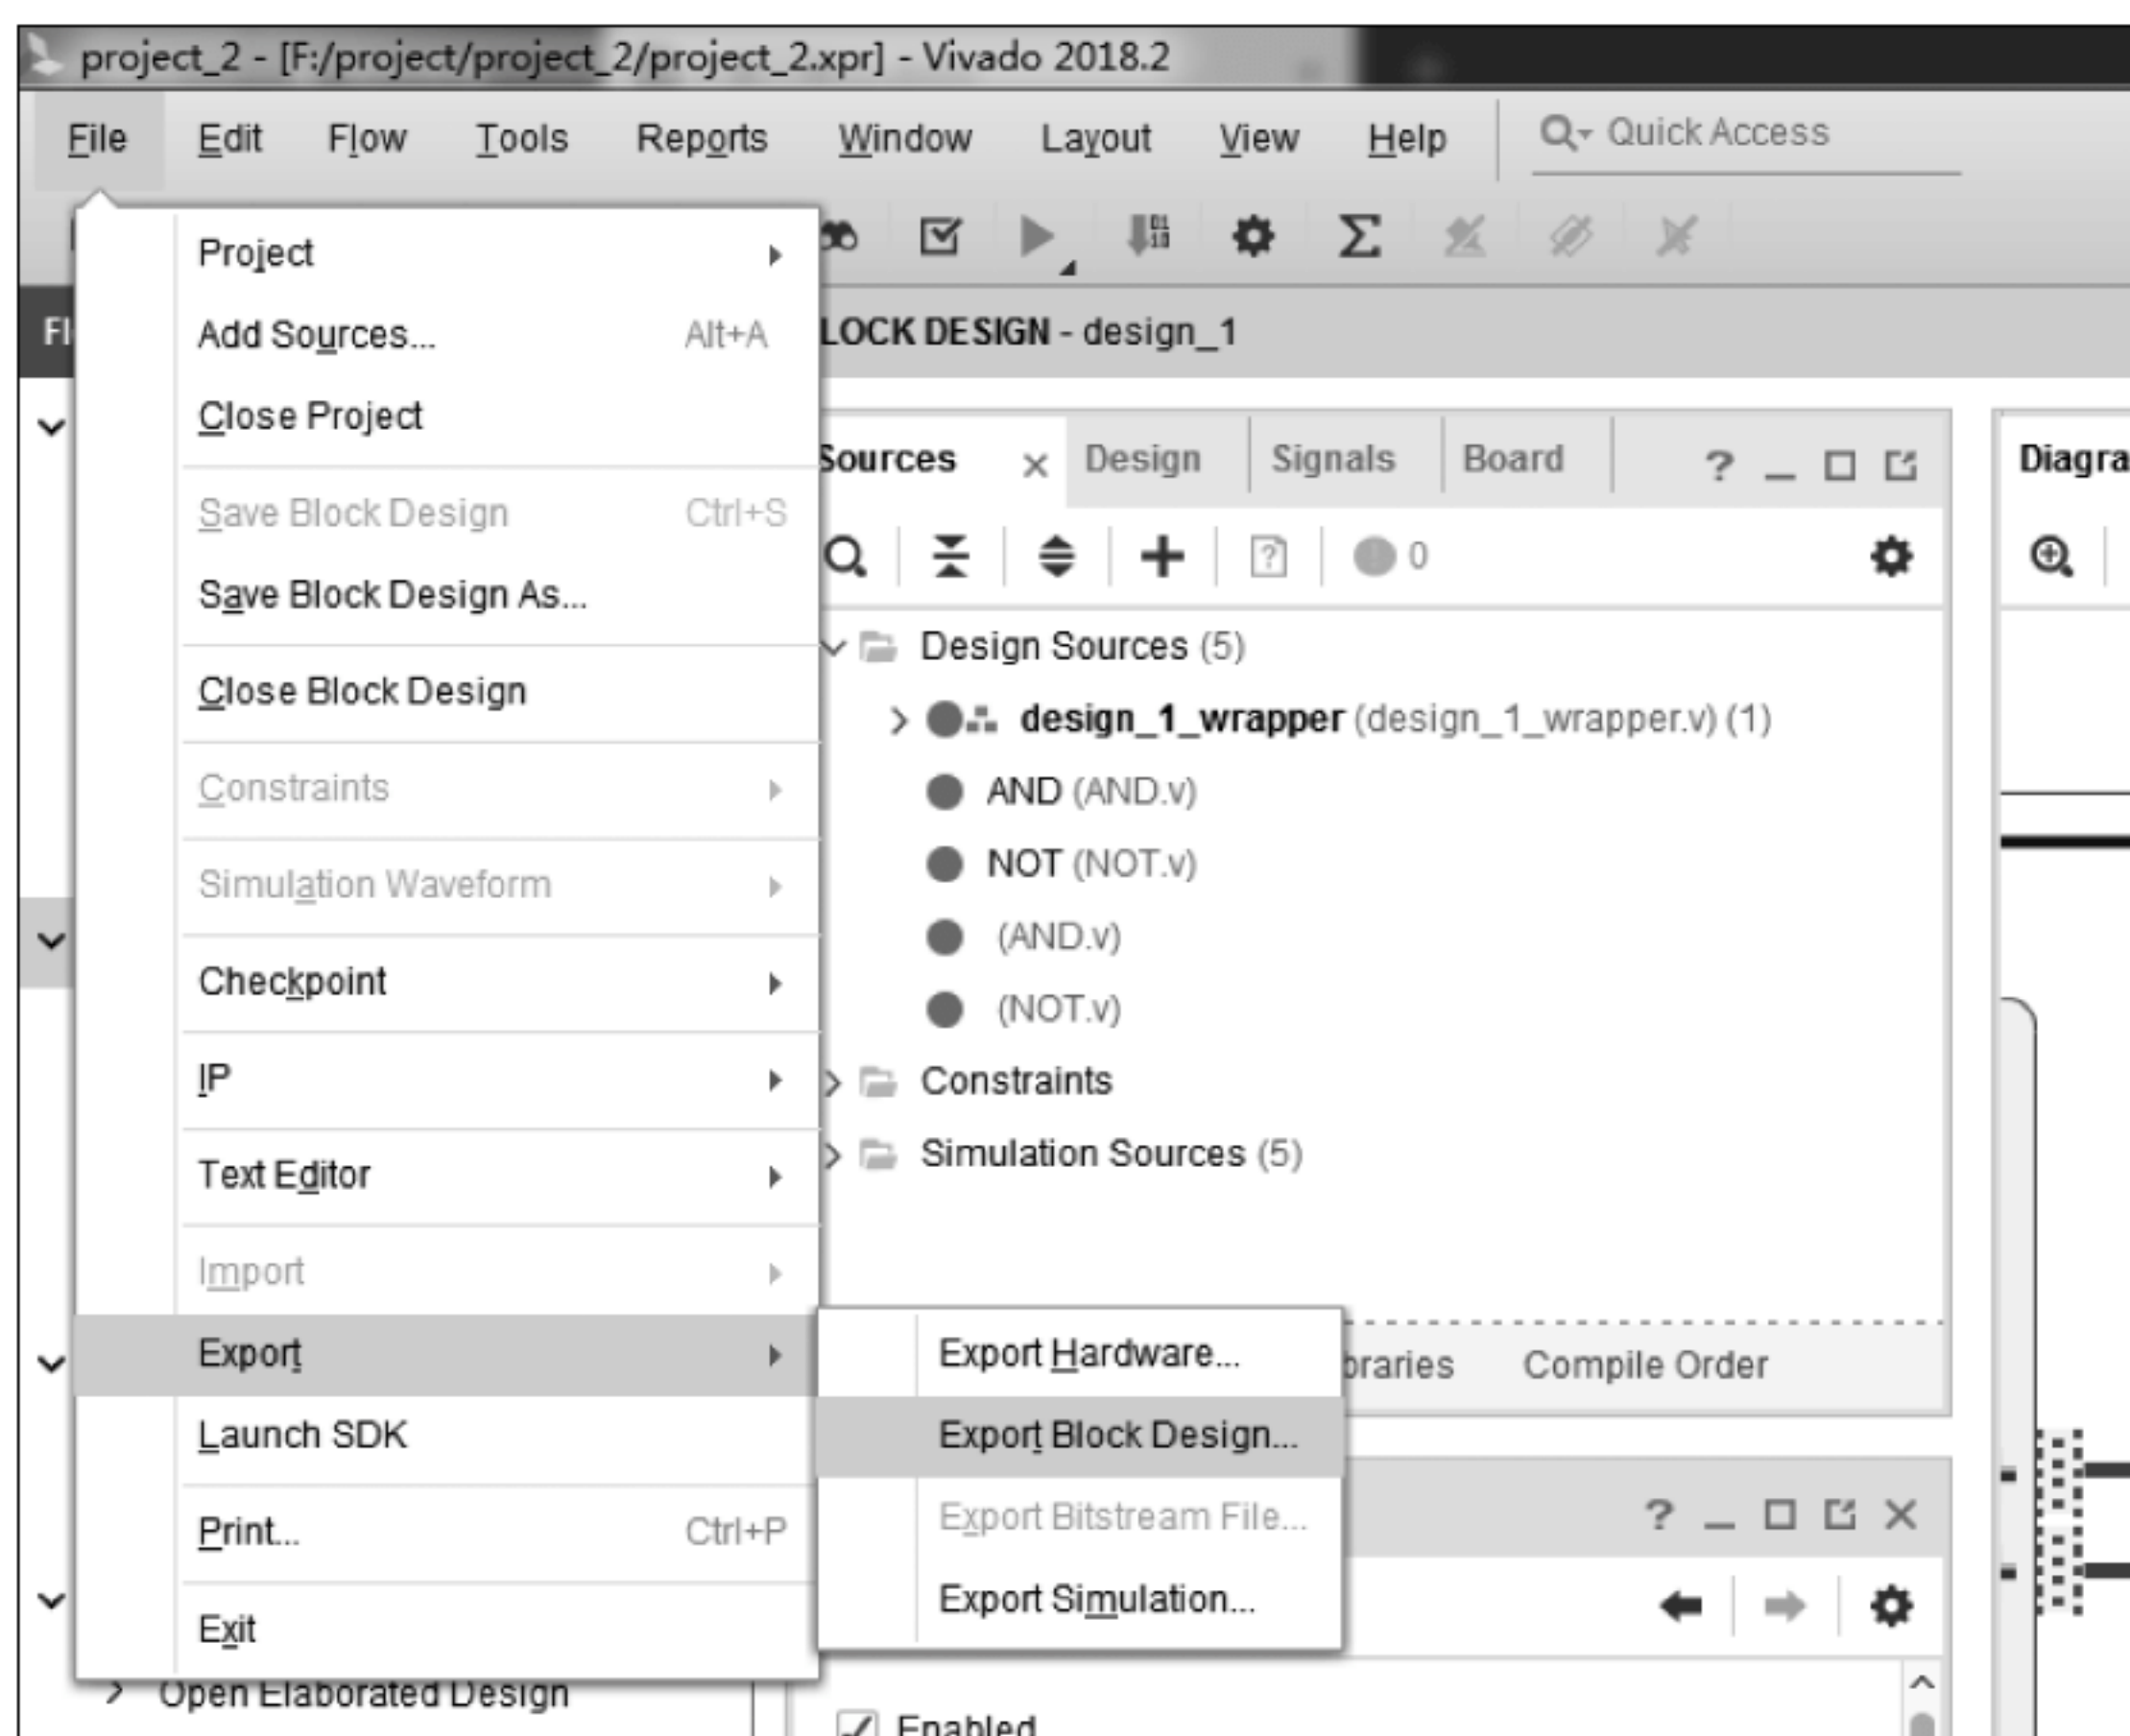 project_2 - [F:/project/project_2/project_2.xpr] - Vivado 2018.2
File Edit Flow Tools Reports Window Layout View Help Quick Access
Project
Add Sources... Alt+A
Close Project
Save Block Design Ctrl+S
Save Block Design As...
Close Block Design
Constraints
Simulation Waveform
Checkpoint
IP
Text Editor
Import
Export
Launch SDK
Print... Ctrl+P
Exit
Open Elaborated Design
Export Hardware...
Export Block Design...
Export Bitstream File...
Export Simulation...
LOCK DESIGN - design_1
Sources Design Signals Board
0
Design Sources (5)
design_1_wrapper (design_1_wrapper.v) (1)
AND (AND.v)
NOT (NOT.v)
(AND.v)
(NOT.v)
Constraints
Simulation Sources (5)
braries Compile Order
Enabled
Diagra